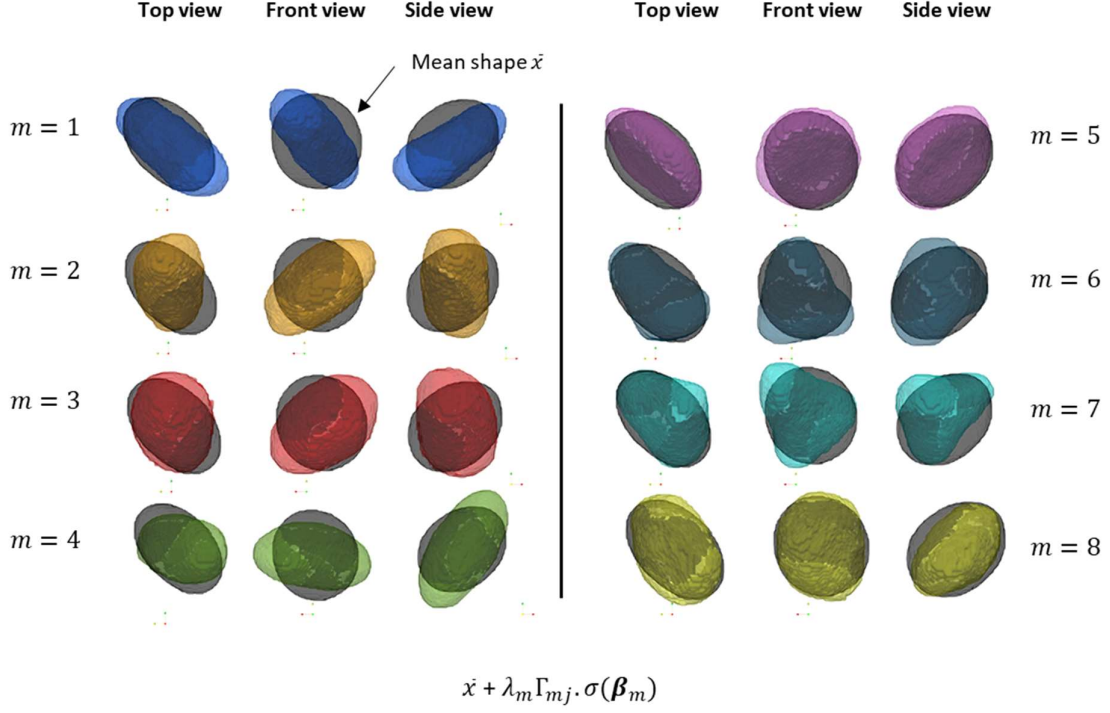 Top view Front view Side view Top view Front view Side view
Mean shape x̄
m = 1
m = 5
m = 2
m = 6
m = 3
m = 7
m = 4
m = 8
x̄ + λₘΓₘⱼ.σ(βₘ)